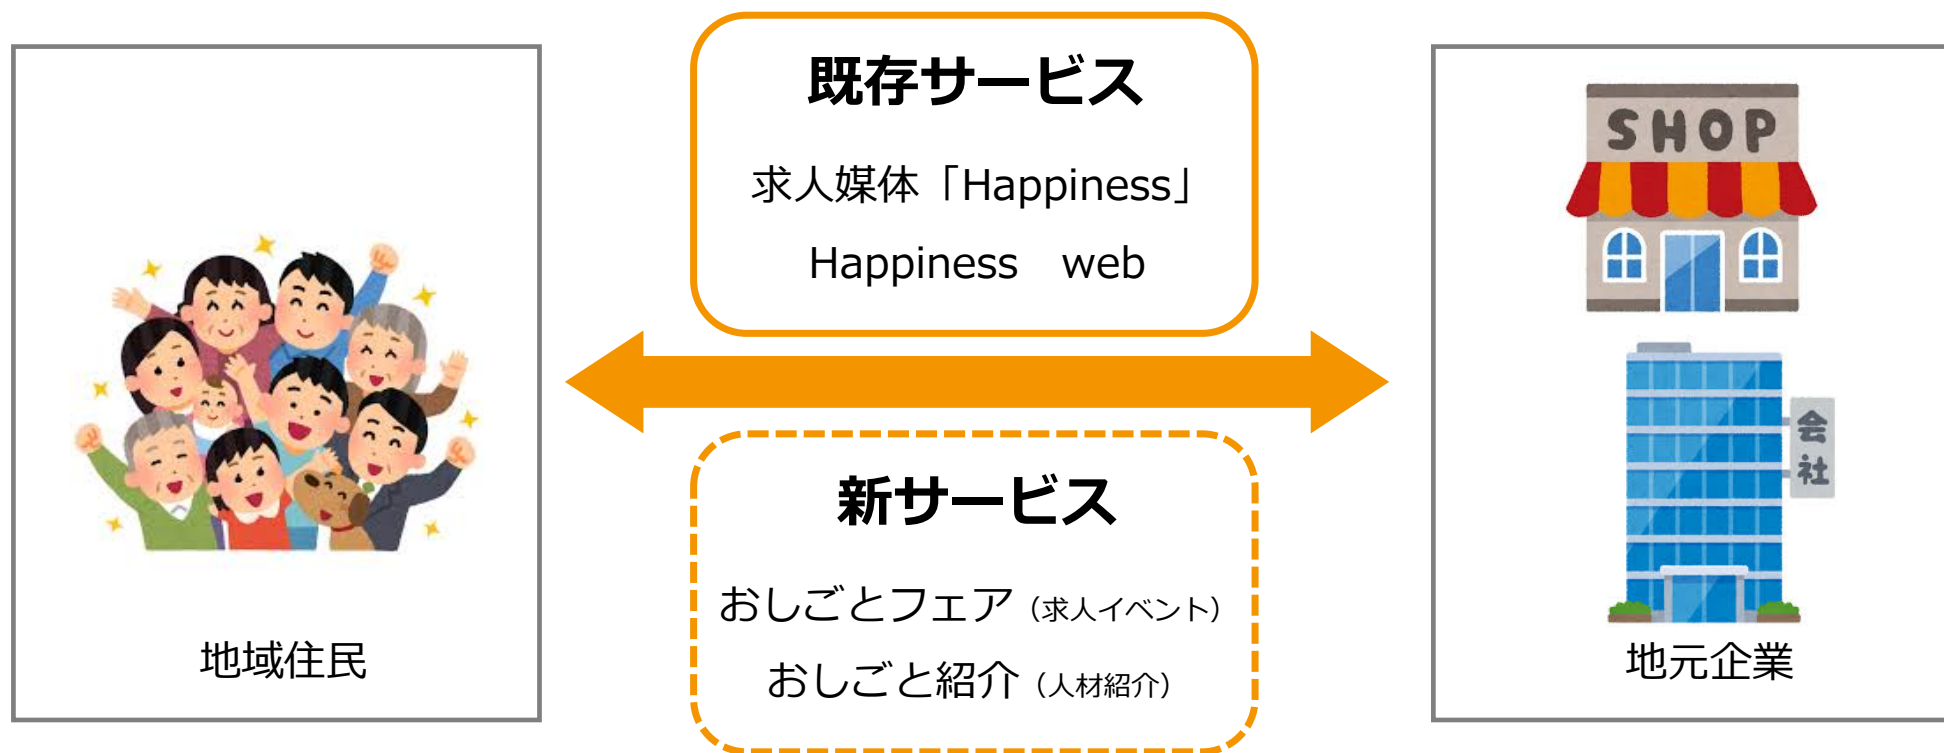 地域住民
既存サービス
求人媒体「Happiness」
Happiness　web
新サービス
おしごとフェア（求人イベント）
おしごと紹介（人材紹介）
SHOP
会社
地元企業